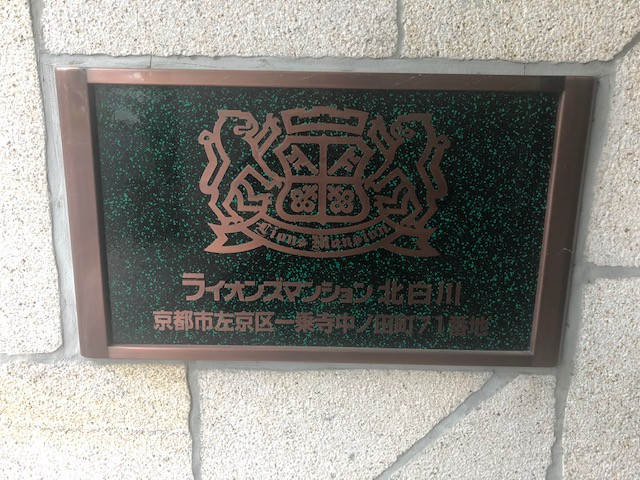 Lions Mansion
ライオンズマンション北白川
京都市左京区一乗寺中ノ田町71番地